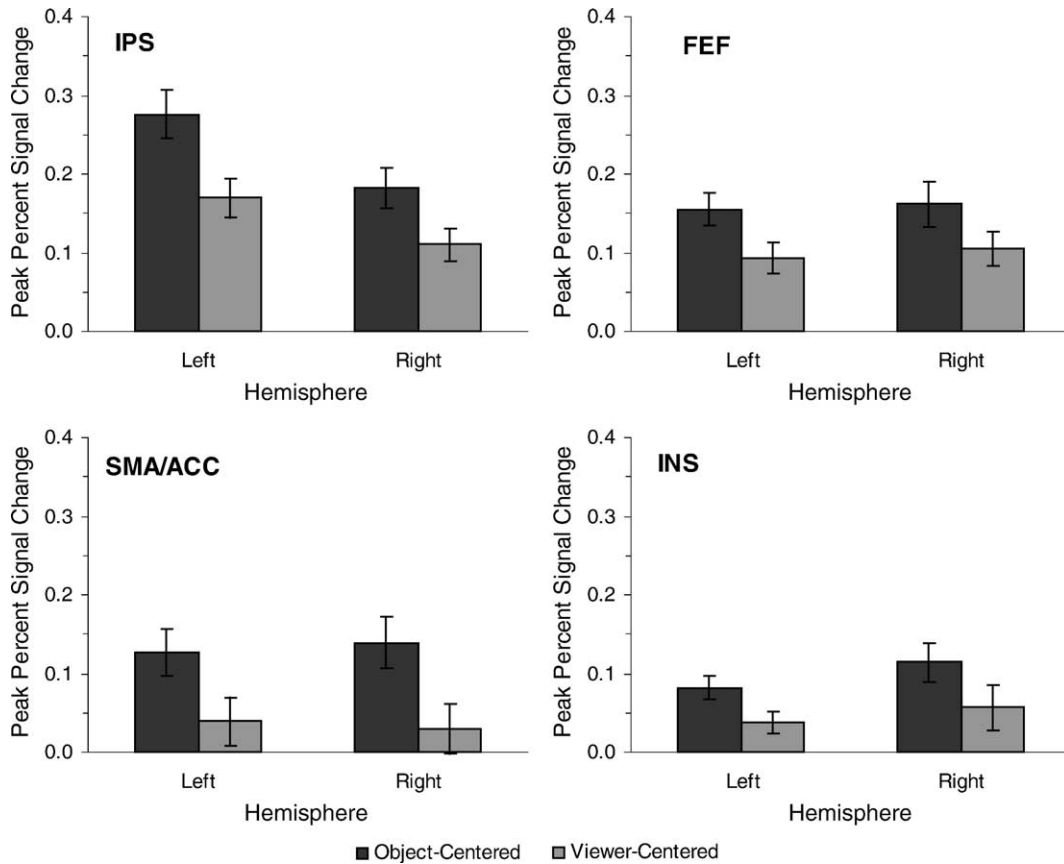 IPS
Peak Percent Signal Change
0.4
0.3
0.2
0.1
0.0
Left Right
Hemisphere
FEF
Peak Percent Signal Change
0.4
0.3
0.2
0.1
0.0
Left Right
Hemisphere
SMA/ACC
Peak Percent Signal Change
0.4
0.3
0.2
0.1
0.0
Left Right
Hemisphere
INS
Peak Percent Signal Change
0.4
0.3
0.2
0.1
0.0
Left Right
Hemisphere
Object-Centered Viewer-Centered